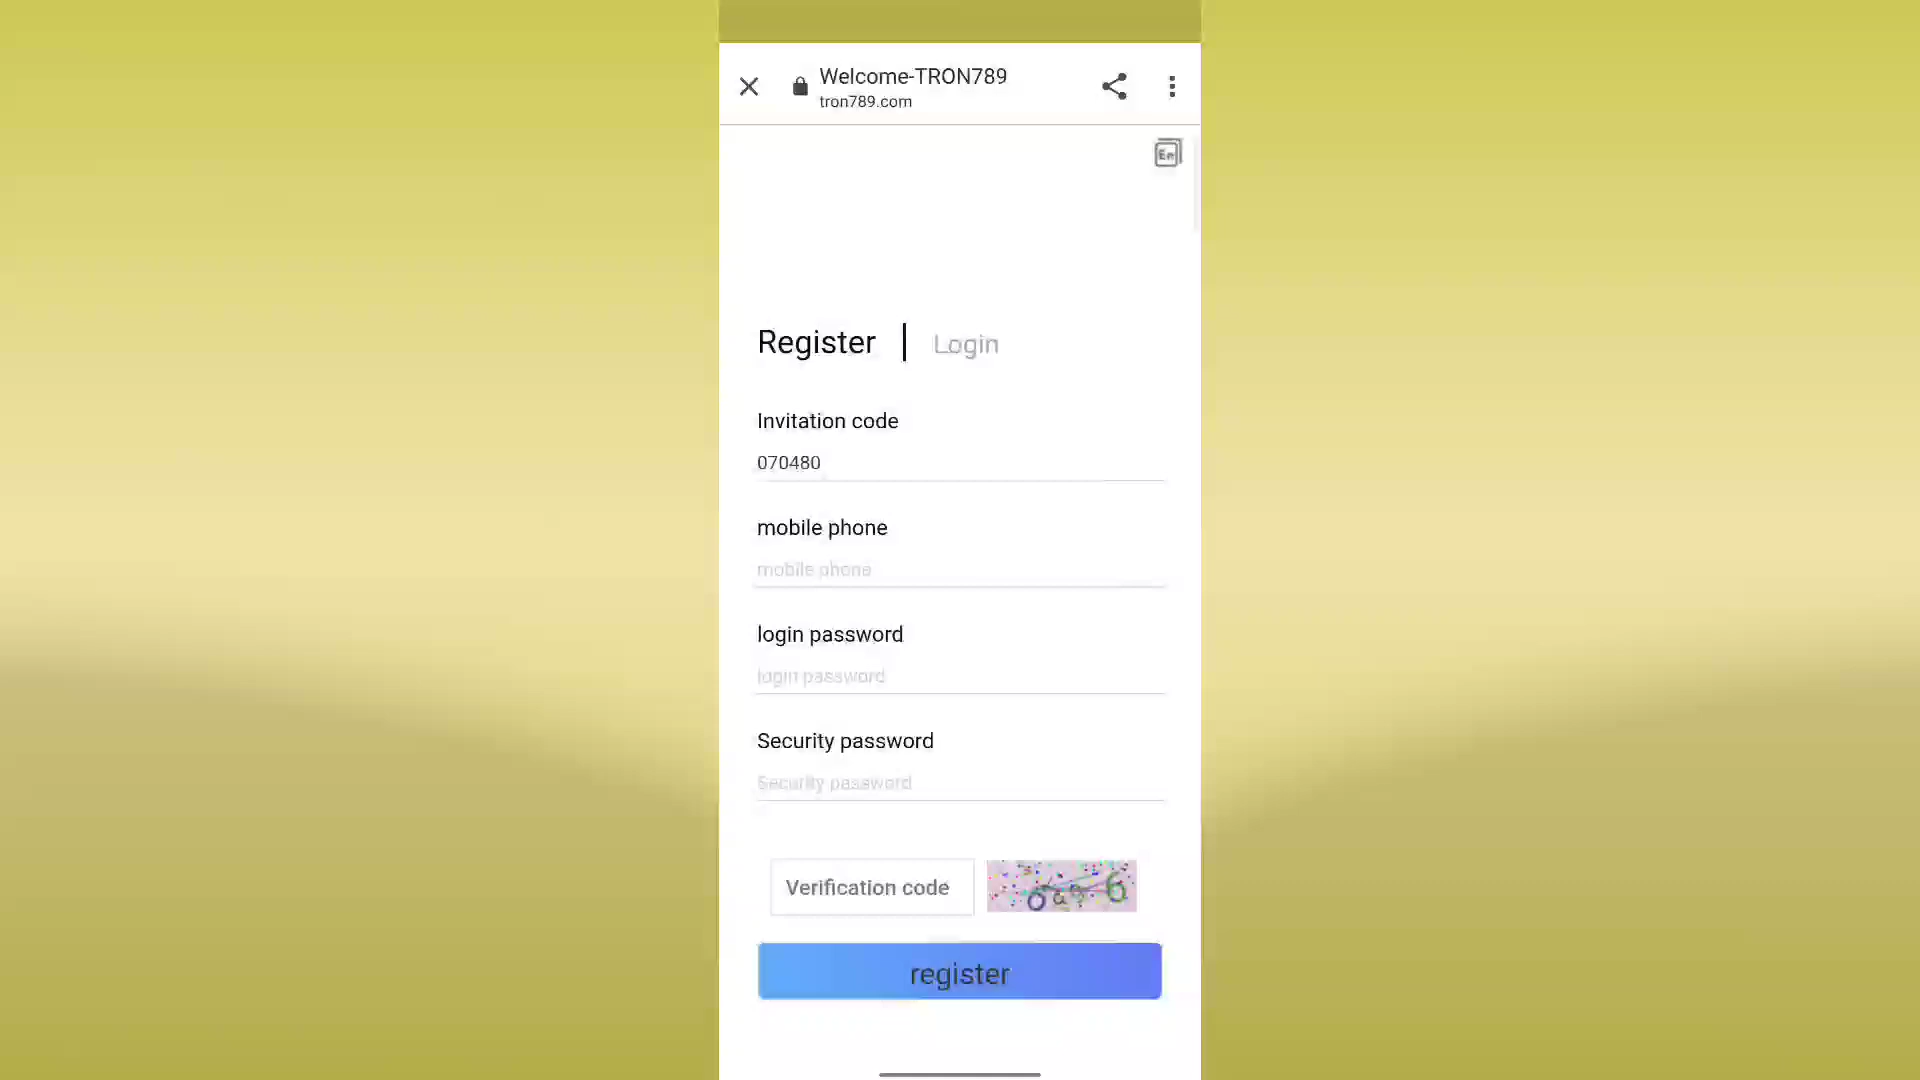 Welcome-TRON789
tron789.com
En
Register | Login
Invitation code
070480
mobile phone
mobile phone
login password
login password
Security password
Security password
Verification code
register